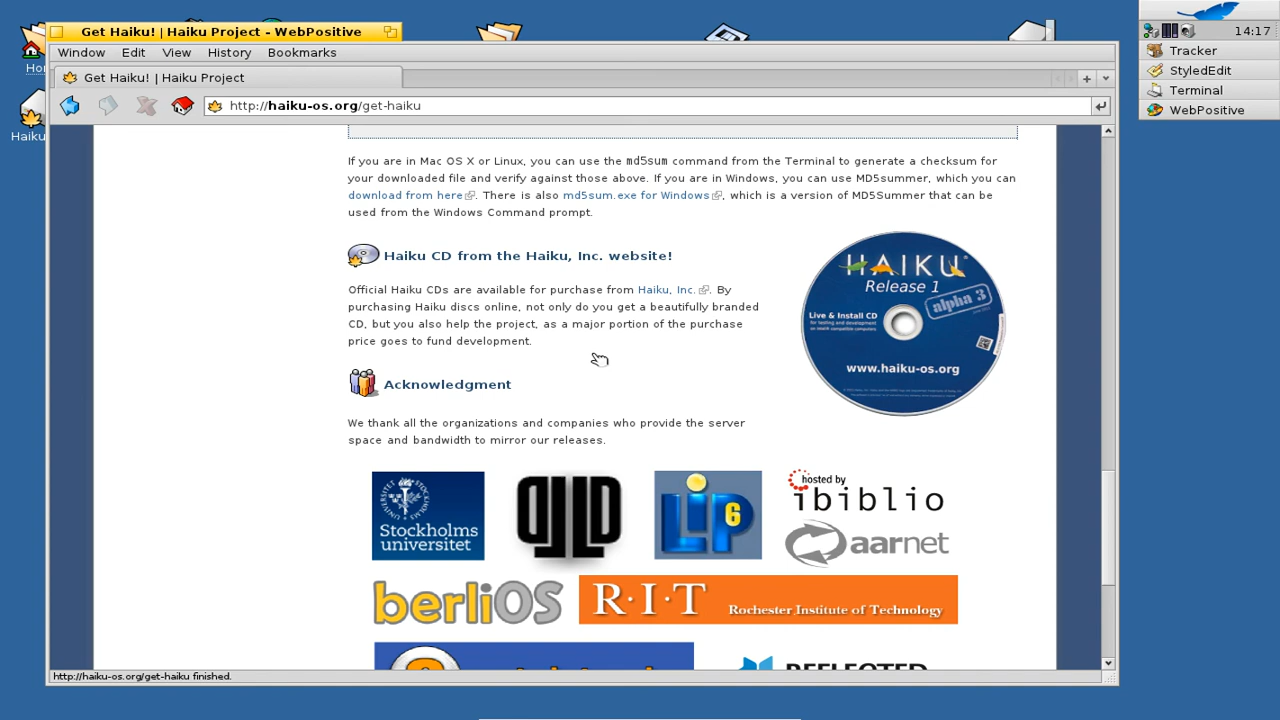 Get Haiku! | Haiku Project - WebPositive
Window Edit View History Bookmarks
Get Haiku! | Haiku Project
http://haiku-os.org/get-haiku
14:17
Tracker
StyledEdit
Terminal
WebPositive
Haiku
If you are in Mac OS X or Linux, you can use the md5sum command from the Terminal to generate a checksum for
your downloaded file and verify against those above. If you are in Windows, you can use MD5summer, which you can
download from here. There is also md5sum.exe for Windows, which is a version of MD5Summer that can be
used from the Windows Command prompt.
Haiku CD from the Haiku, Inc. website!
Official Haiku CDs are available for purchase from Haiku, Inc.. By
purchasing Haiku discs online, not only do you get a beautifully branded
CD, but you also help the project, as a major portion of the purchase
price goes to fund development.
HAIKU
Release 1
alpha 3
Live & Install CD
www.haiku-os.org
Acknowledgment
We thank all the organizations and companies who provide the server
space and bandwidth to mirror our releases.
Stockholms
universitet
LiP
6
hosted by
ibiblio
aarnet
berliOS
R·I·T Rochester Institute of Technology
REFLECTED
http://haiku-os.org/get-haiku finished.